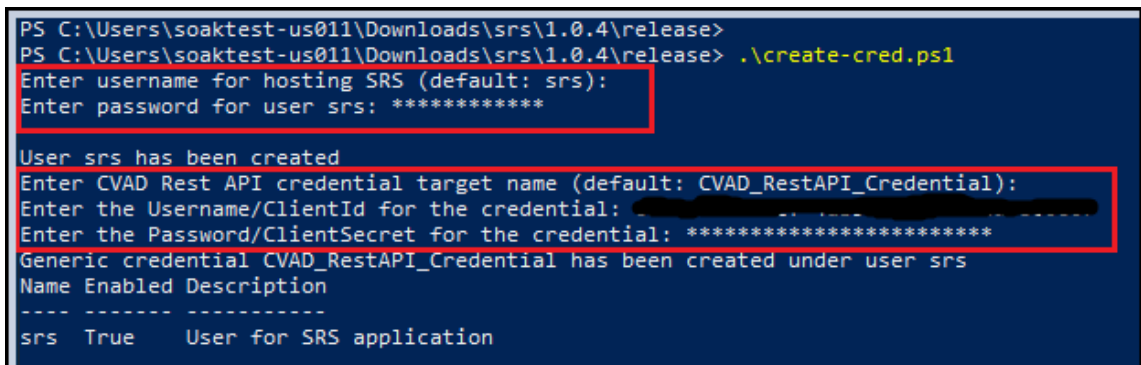 PS C:\Users\soaktest-us011\Downloads\srs\1.0.4\release>
PS C:\Users\soaktest-us011\Downloads\srs\1.0.4\release> .\create-cred.ps1
Enter username for hosting SRS (default: srs):
Enter password for user srs: ************
User srs has been created
Enter CVAD Rest API credential target name (default: CVAD_RestAPI_Credential):
Enter the Username/ClientId for the credential:
Enter the Password/ClientSecret for the credential: ************************
Generic credential CVAD_RestAPI_Credential has been created under user srs
Name Enabled Description
---- ------- -----------
srs  True    User for SRS application